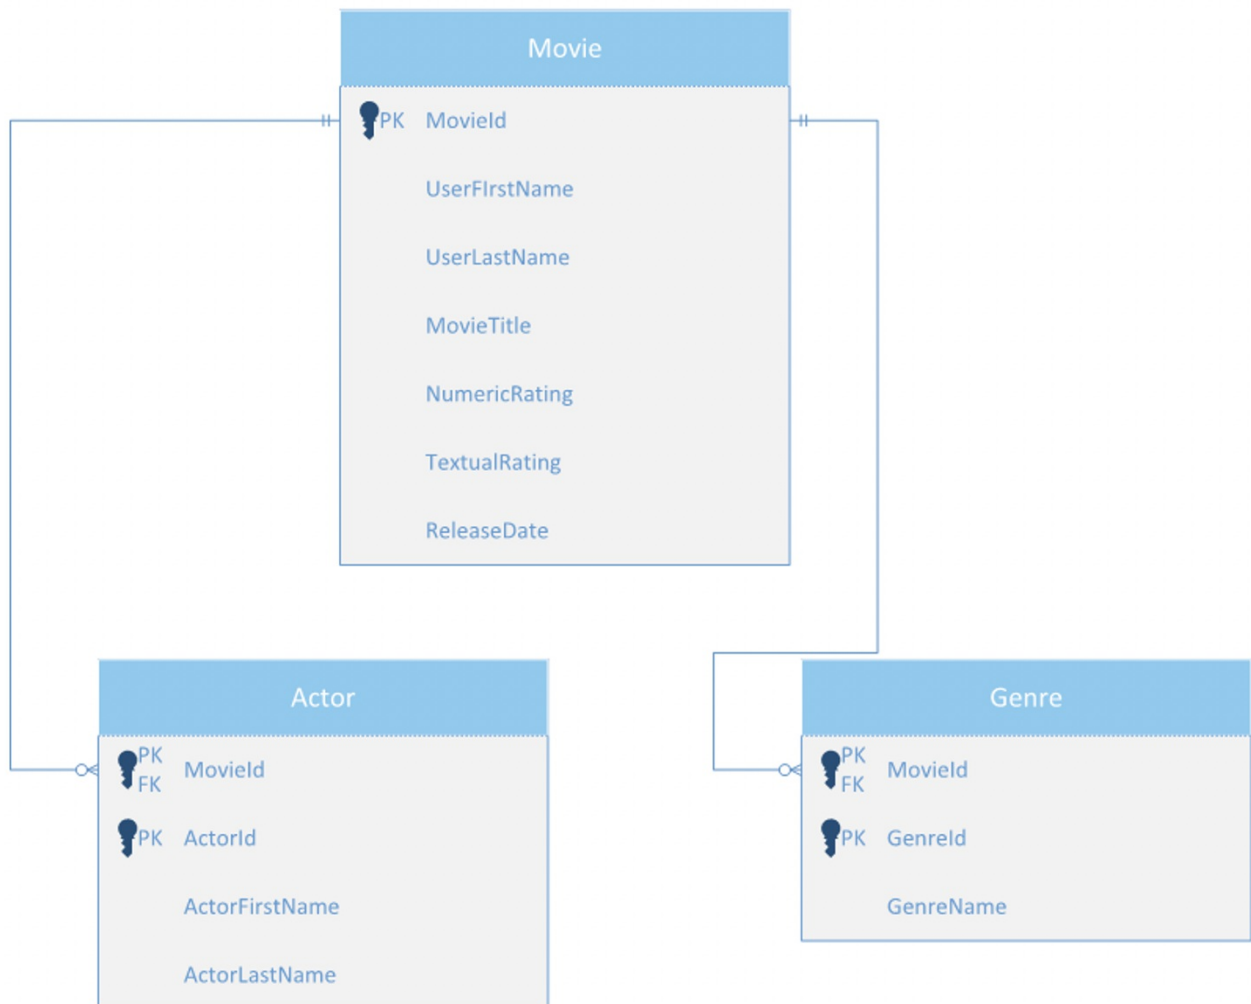 Movie
PK MovieId
UserFIrstName
UserLastName
MovieTitle
NumericRating
TextualRating
ReleaseDate
Actor
PK
FK
MovieId
PK ActorId
ActorFirstName
ActorLastName
Genre
PK
FK
MovieId
PK GenreId
GenreName